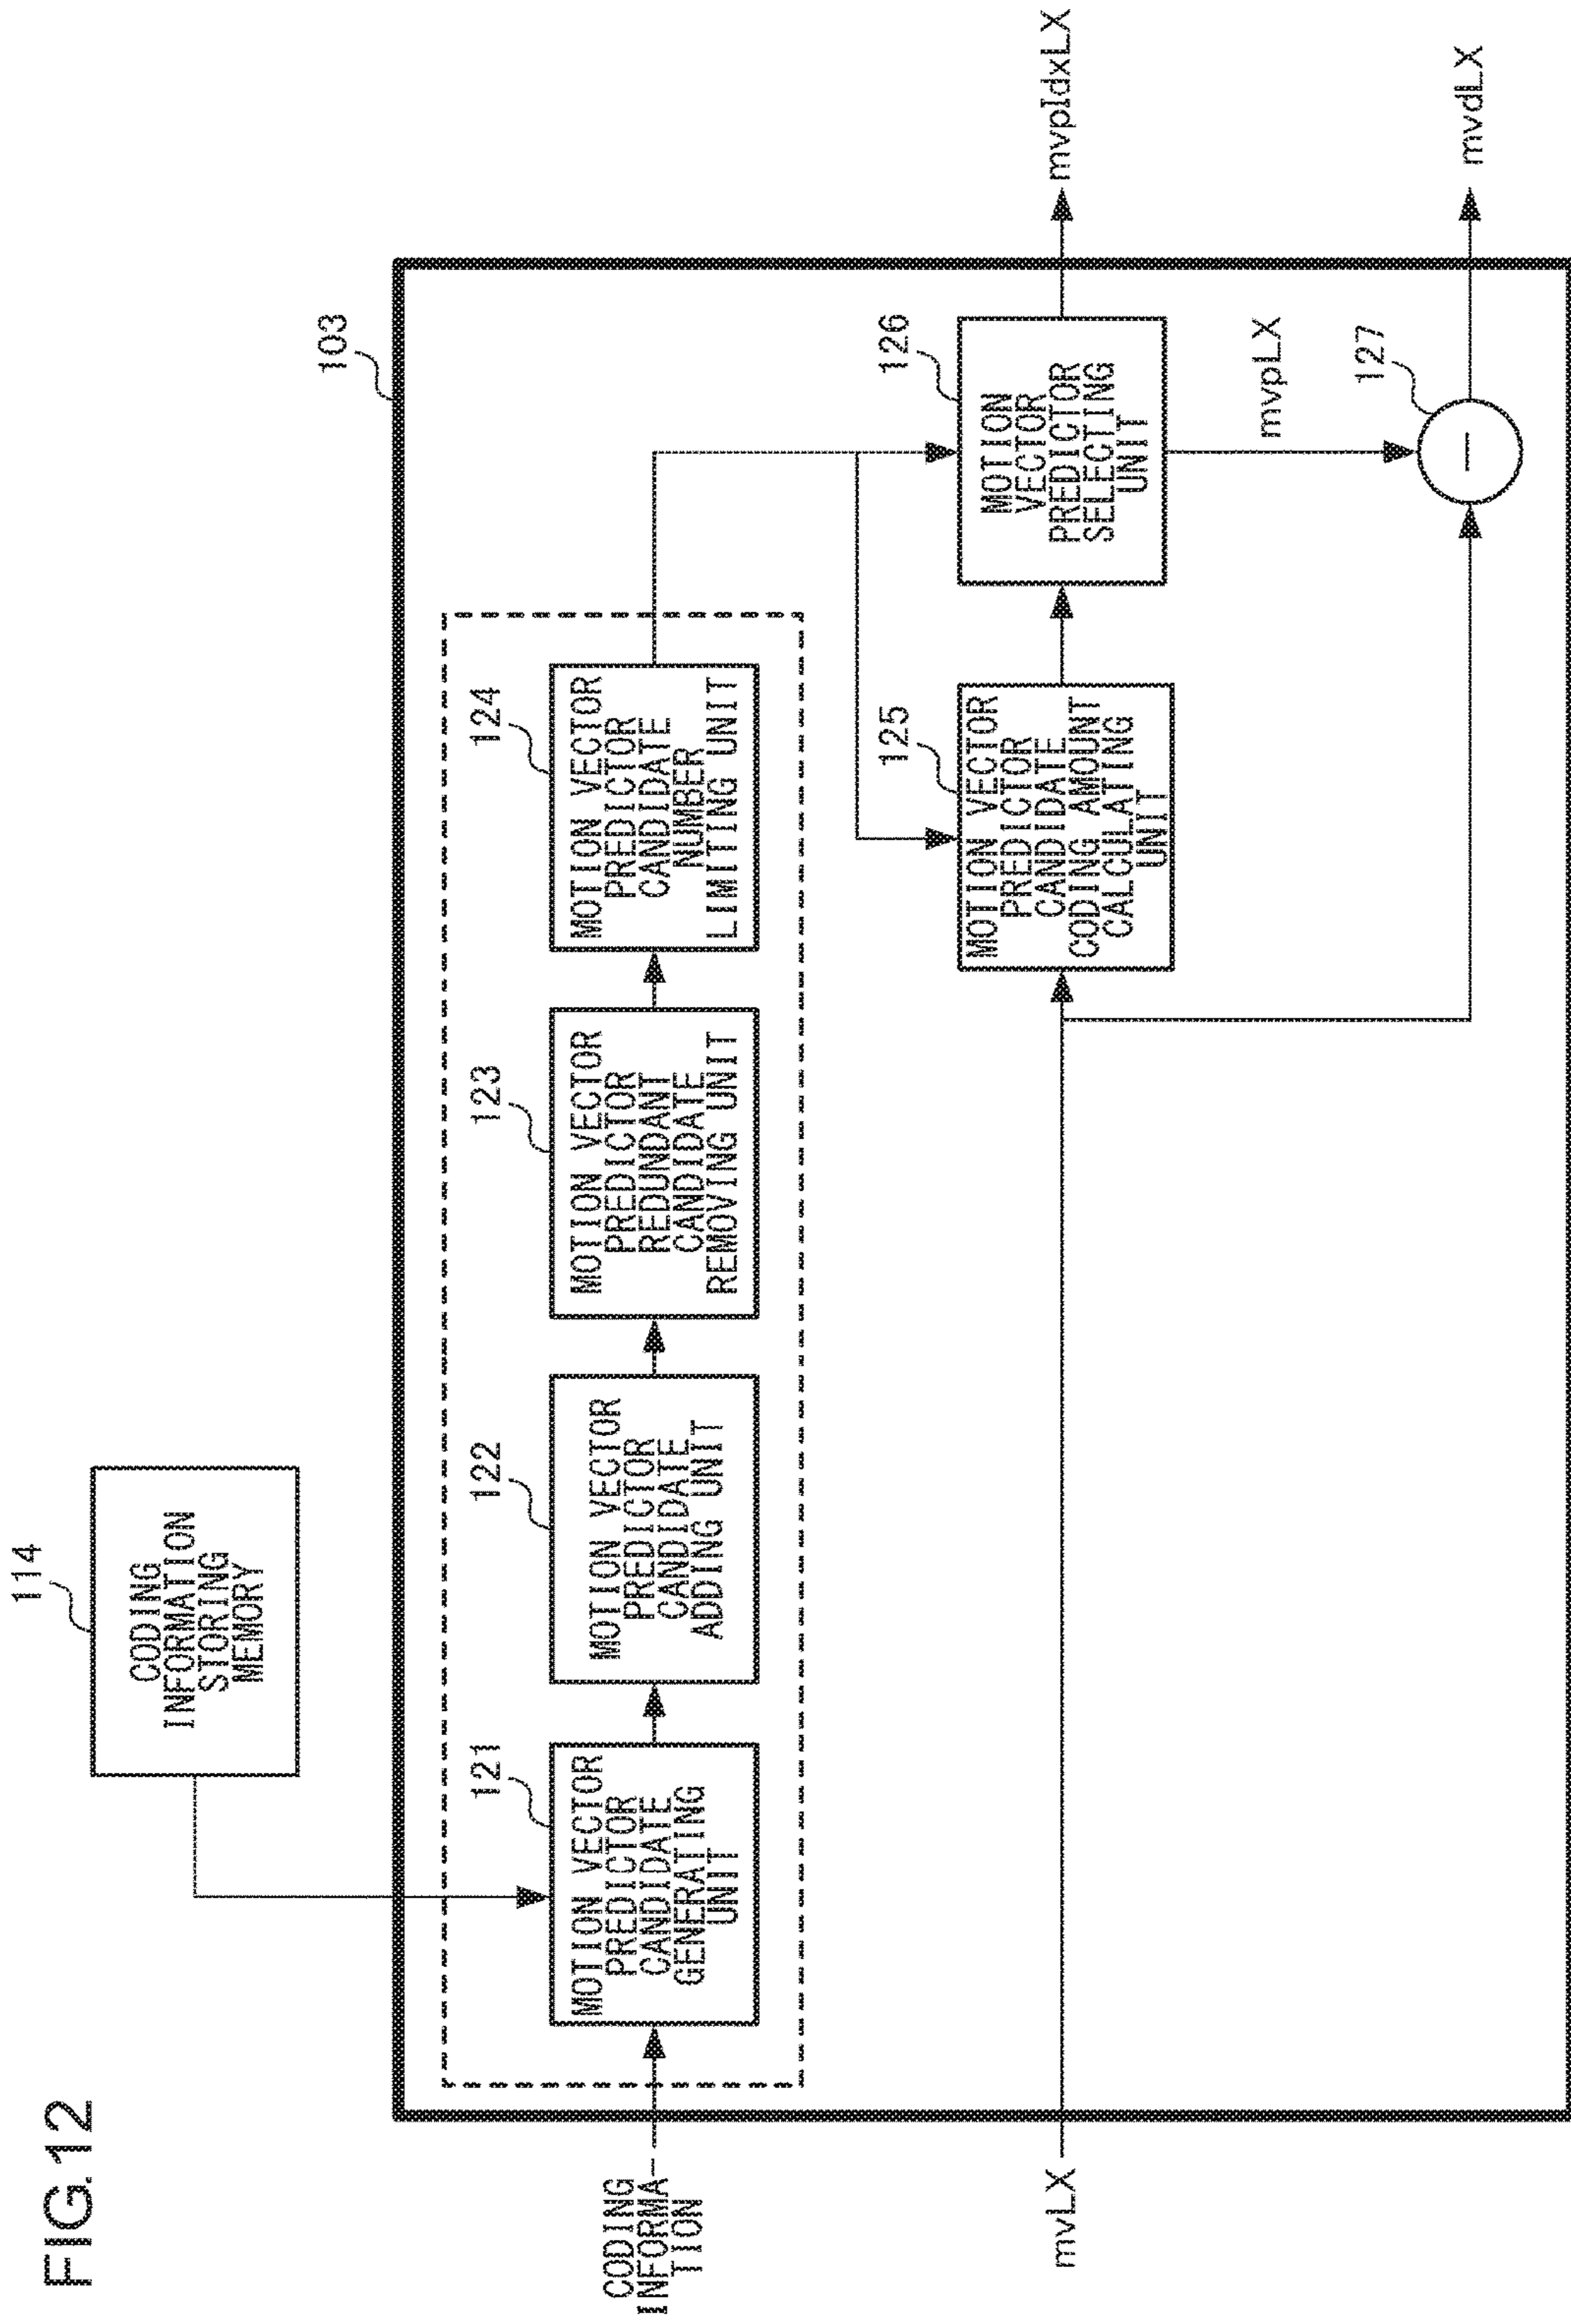 FIG.12
114
CODING
INFORMATION
STORING
MEMORY
103
121
MOTION VECTOR
PREDICTOR
CANDIDATE
GENERATING
UNIT
122
MOTION VECTOR
PREDICTOR
CANDIDATE
ADDING UNIT
123
MOTION VECTOR
PREDICTOR
REDUNDANT
CANDIDATE
REMOVING UNIT
124
MOTION VECTOR
PREDICTOR
CANDIDATE
NUMBER
LIMITING UNIT
CODING
INFORMA-
TION
125
MOTION VECTOR
PREDICTOR
CANDIDATE
CODING AMOUNT
CALCULATING
UNIT
126
MOTION
VECTOR
PREDICTOR
SELECTING
UNIT
mvpIdxLX
mvLX
mvpLX
127
−
mvdLX